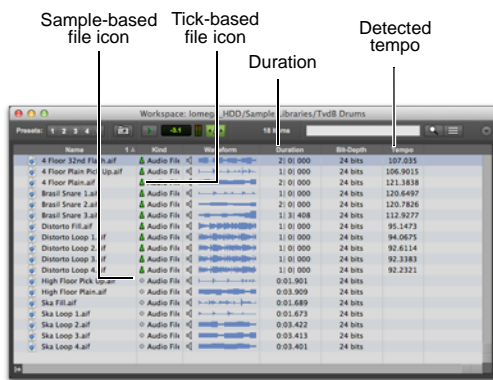 Sample-based
file icon
Tick-based
file icon
Duration
Detected
tempo
Workspace: Iomega_HDD/Sample Libraries/TvdB Drums
Presets: 1 2 3 4 -3.1 18 items
Name 1 Kind Waveform Duration Bit-Depth Tempo
4 Floor 32nd Flash.aif Audio File 2| 0| 000 24 bits 107.035
4 Floor Plain Pick Up.aif Audio File 1| 0| 000 24 bits 106.9015
4 Floor Plain.aif Audio File 2| 0| 000 24 bits 121.3838
Brasil Snare 1.aif Audio File 1| 0| 000 24 bits 120.6497
Brasil Snare 2.aif Audio File 2| 0| 000 24 bits 120.7826
Brasil Snare 3.aif Audio File 1| 3| 408 24 bits 112.9277
Distorto Fill.aif Audio File 1| 0| 000 24 bits 95.1473
Distorto Loop 1.aif Audio File 1| 0| 000 24 bits 94.0675
Distorto Loop 2.aif Audio File 1| 0| 000 24 bits 92.6114
Distorto Loop 3.aif Audio File 1| 0| 000 24 bits 92.3383
Distorto Loop 4.aif Audio File 1| 0| 000 24 bits 92.2321
High Floor Pick Up.aif Audio File 0:01.901 24 bits
High Floor Plain.aif Audio File 0:03.909 24 bits
Ska Fill.aif Audio File 0:01.689 24 bits
Ska Loop 1.aif Audio File 0:01.673 24 bits
Ska Loop 2.aif Audio File 0:03.422 24 bits
Ska Loop 3.aif Audio File 0:03.413 24 bits
Ska Loop 4.aif Audio File 0:03.401 24 bits